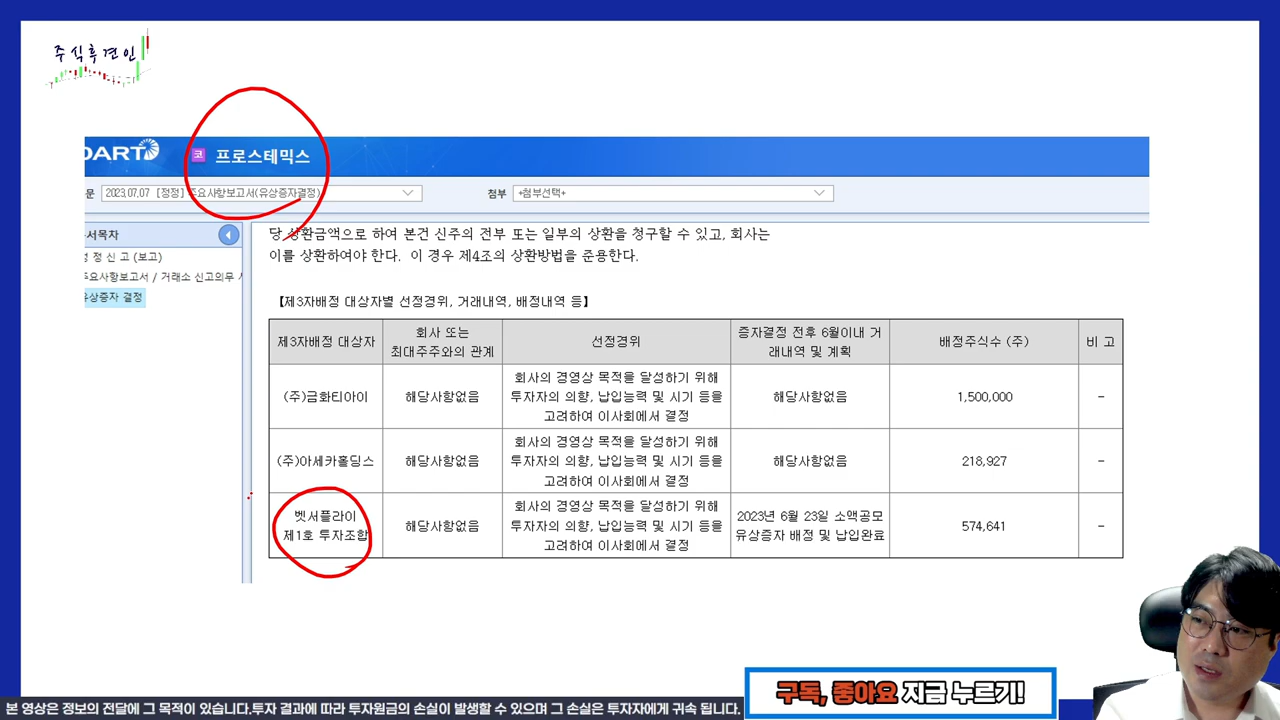 주식후견인
DART
코 프로스테믹스
문 2023.07.07 [정정] 주요사항보고서(유상증자결정)
첨부 +첨부선택+
서목차
정 정 신 고 (보고)
주요사항보고서 / 거래소 신고의무 사
유상증자 결정
당 상환금액으로 하여 본건 신주의 전부 또는 일부의 상환을 청구할 수 있고, 회사는
이를 상환하여야 한다. 이 경우 제4조의 상환방법을 준용한다.
【제3자배정 대상자별 선정경위, 거래내역, 배정내역 등】
제3자배정 대상자
회사 또는
최대주주와의 관계
선정경위
증자결정 전후 6월이내 거
래내역 및 계획
배정주식수 (주)
비 고
(주)금화티아이
해당사항없음
회사의 경영상 목적을 달성하기 위해
투자자의 의향, 납입능력 및 시기 등을
고려하여 이사회에서 결정
해당사항없음
1,500,000
-
(주)아세카홀딩스
해당사항없음
회사의 경영상 목적을 달성하기 위해
투자자의 의향, 납입능력 및 시기 등을
고려하여 이사회에서 결정
해당사항없음
218,927
-
벳서플라이
제1호 투자조합
해당사항없음
회사의 경영상 목적을 달성하기 위해
투자자의 의향, 납입능력 및 시기 등을
고려하여 이사회에서 결정
2023년 6월 23일 소액공모
유상증자 배정 및 납입완료
574,641
-
구독, 좋아요 지금 누르기!
본 영상은 정보의 전달에 그 목적이 있습니다.투자 결과에 따라 투자원금의 손실이 발생할 수 있으며 그 손실은 투자자에게 귀속 됩니다.